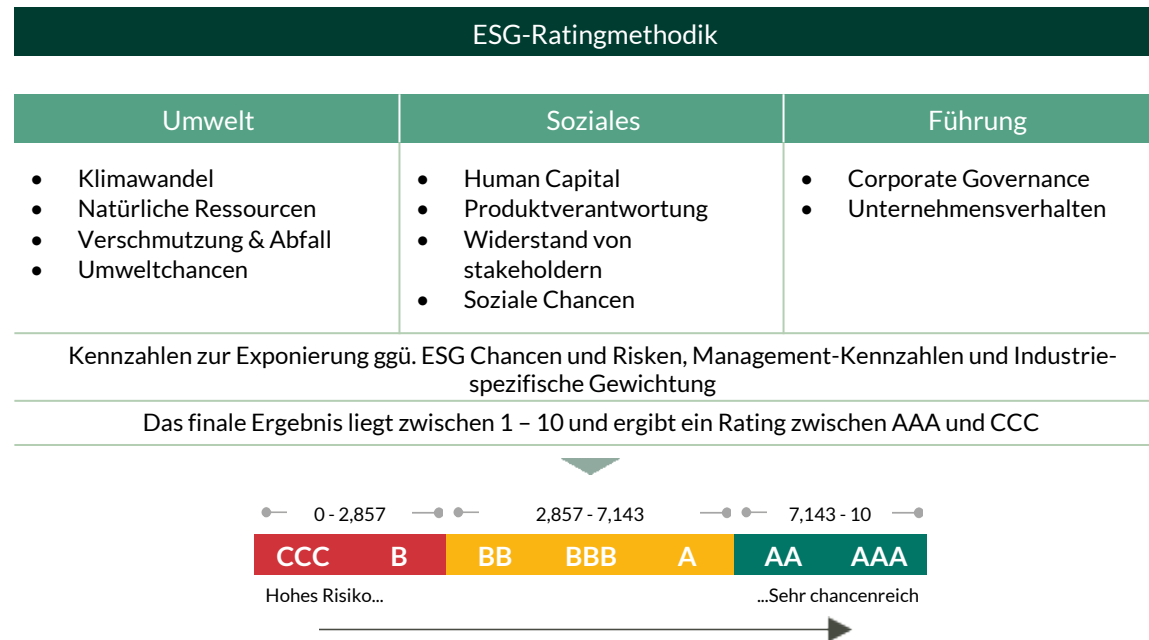 ESG-Ratingmethodik
Umwelt
Soziales
Führung
• Klimawandel
• Natürliche Ressourcen
• Verschmutzung & Abfall
• Umweltchancen
• Human Capital
• Produktverantwortung
• Widerstand von
stakeholdern
• Soziale Chancen
• Corporate Governance
• Unternehmensverhalten
Kennzahlen zur Exponierung ggü. ESG Chancen und Risken, Management-Kennzahlen und Industrie-
spezifische Gewichtung
Das finale Ergebnis liegt zwischen 1 – 10 und ergibt ein Rating zwischen AAA und CCC
0 - 2,857
2,857 - 7,143
7,143 - 10
CCC B BB BBB A AA AAA
Hohes Risiko...
...Sehr chancenreich